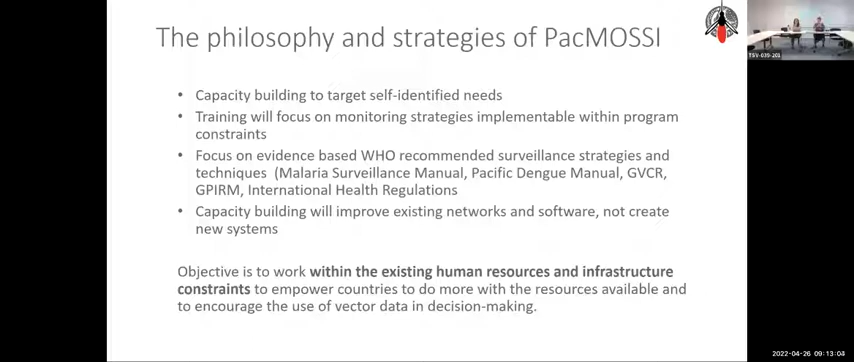 The philosophy and strategies of PacMOSSI
• Capacity building to target self-identified needs
• Training will focus on monitoring strategies implementable within program
constraints
• Focus on evidence based WHO recommended surveillance strategies and
techniques (Malaria Surveillance Manual, Pacific Dengue Manual, GVCR,
GPIRM, International Health Regulations
• Capacity building will improve existing networks and software, not create
new systems
Objective is to work within the existing human resources and infrastructure
constraints to empower countries to do more with the resources available and
to encourage the use of vector data in decision-making.
TSV-039-201
2022-04-26 09:13:04